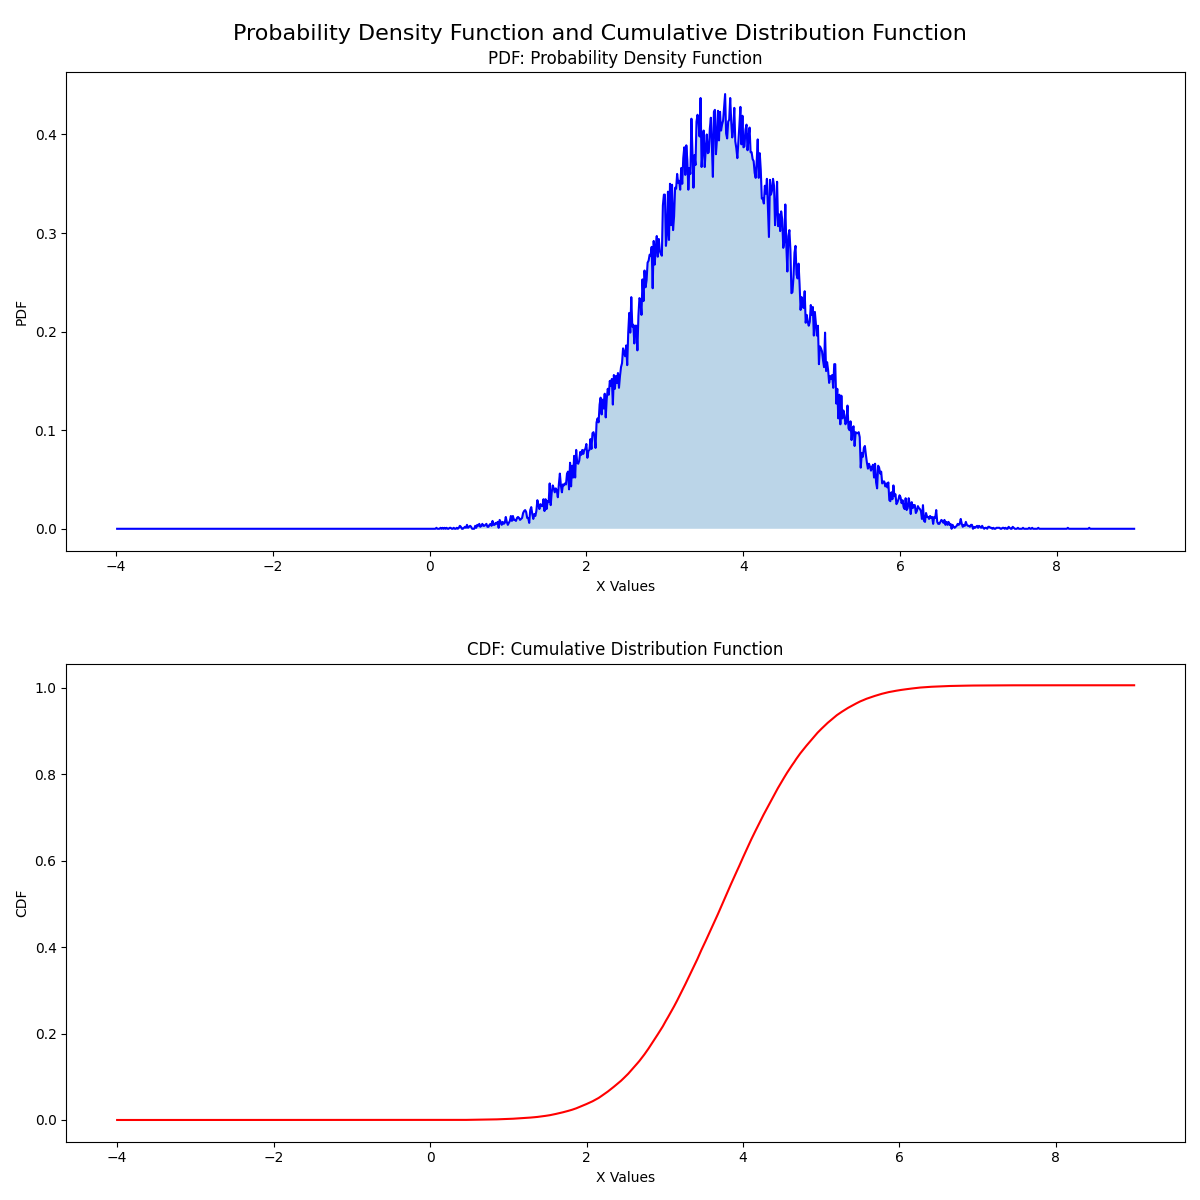 Probability Density Function and Cumulative Distribution Function
PDF: Probability Density Function
0.4
0.3
0.2
0.1
0.0
PDF
−4 −2 0 2 4 6 8
X Values
CDF: Cumulative Distribution Function
1.0
0.8
0.6
0.4
0.2
0.0
CDF
−4 −2 0 2 4 6 8
X Values